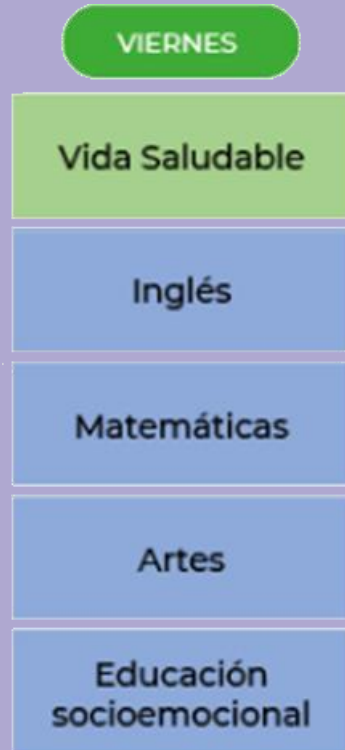 VIERNES
Vida Saludable
Inglés
Matemáticas
Artes
Educación
socioemocional